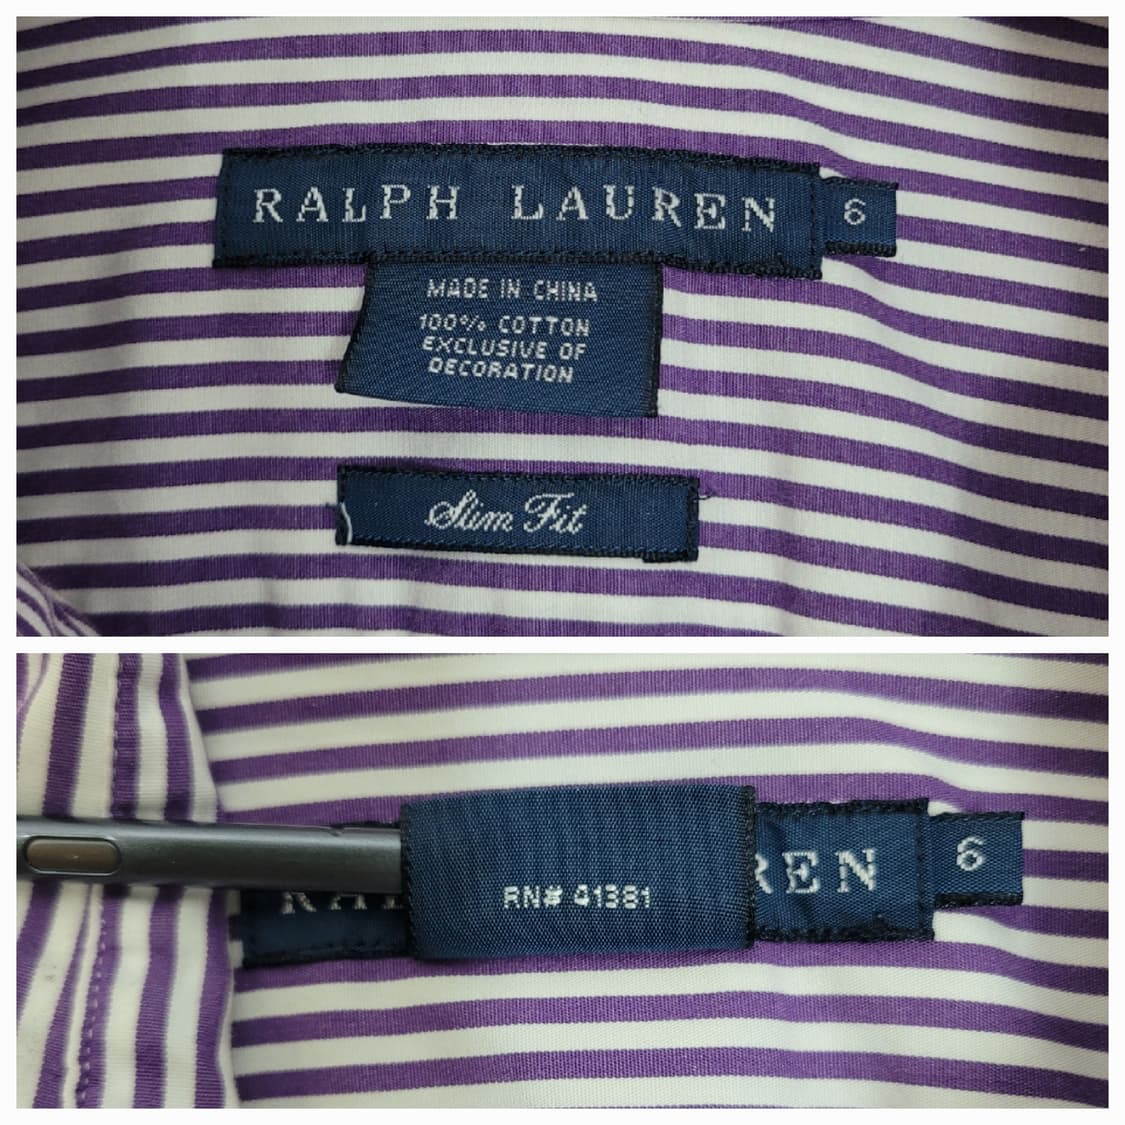 RALPH LAUREN 6
MADE IN CHINA
100% COTTON
EXCLUSIVE OF
DECORATION
Slim Fit
REN 6
RN# 41381